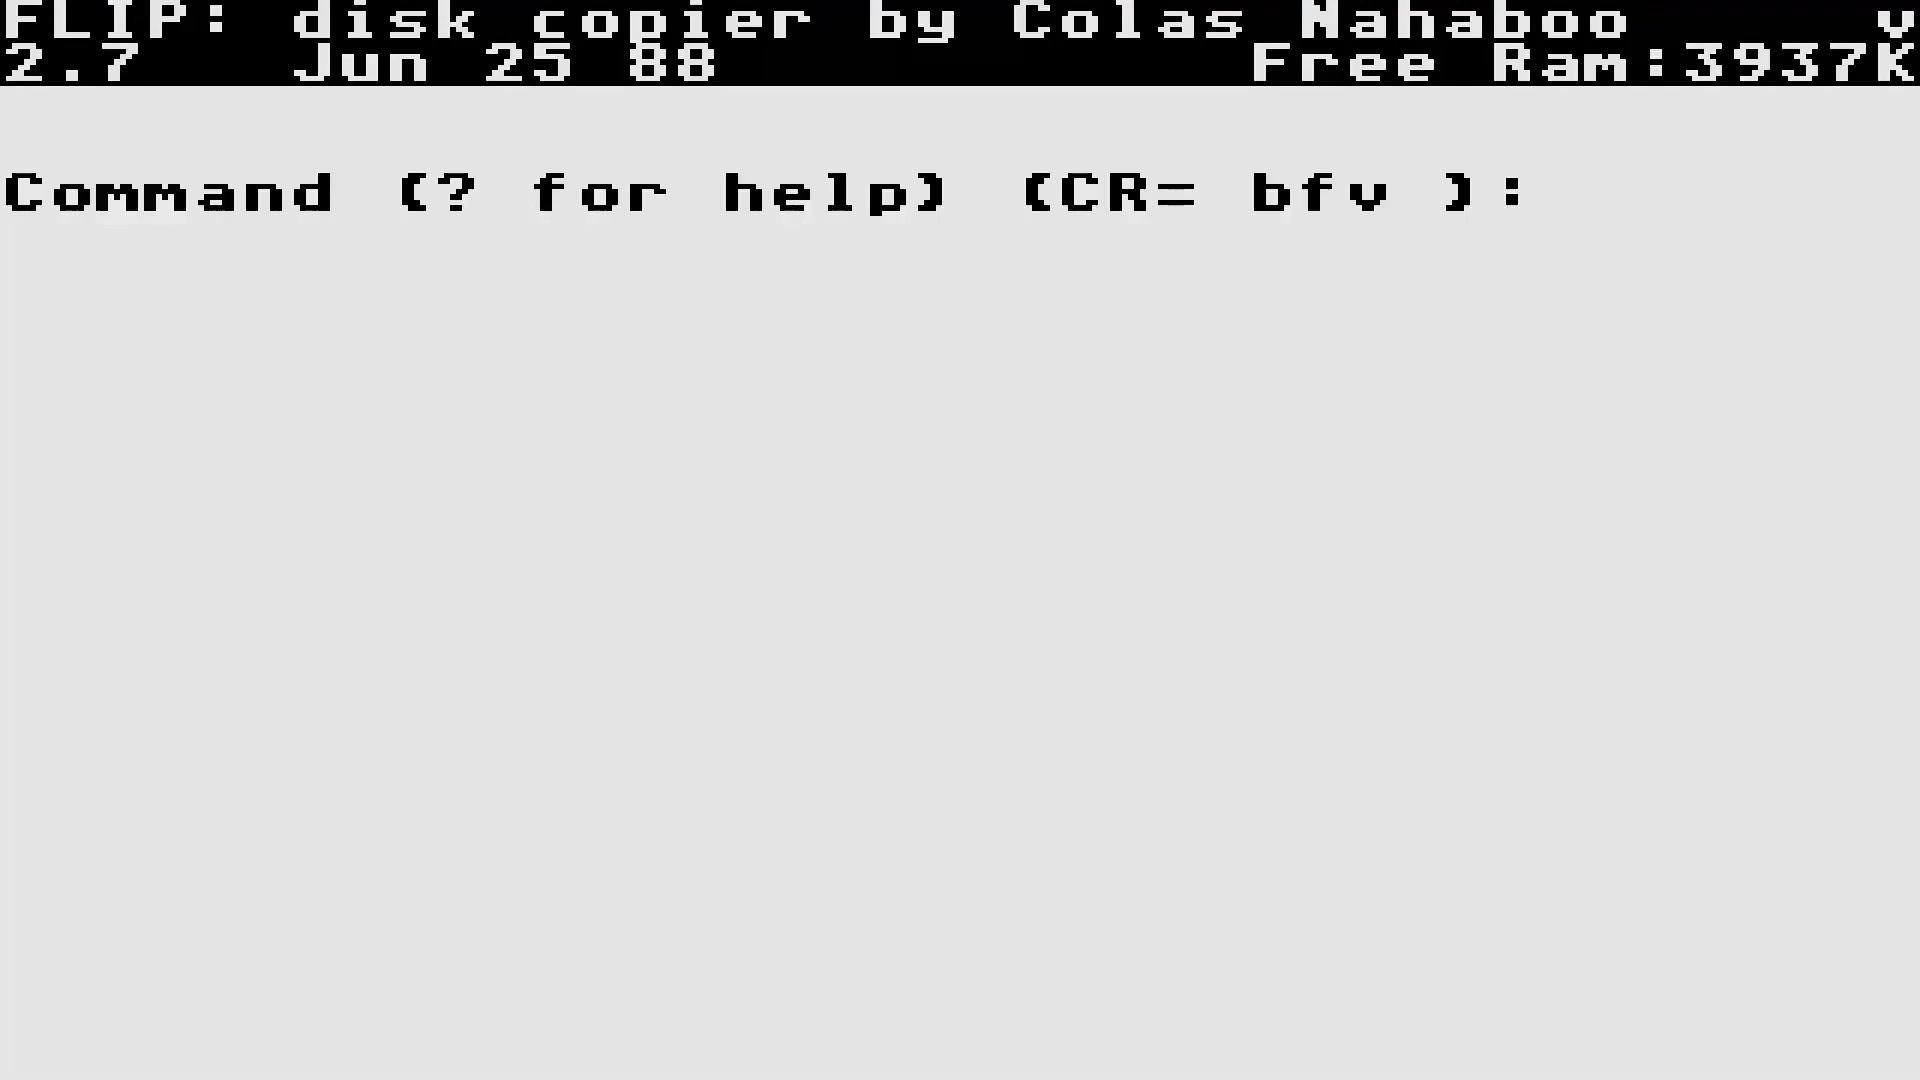 FLIP: disk copier by Colas Nahaboo v
2.7 Jun 25 88 Free Ram:3937K
Command (? for help) (CR= bfv ):